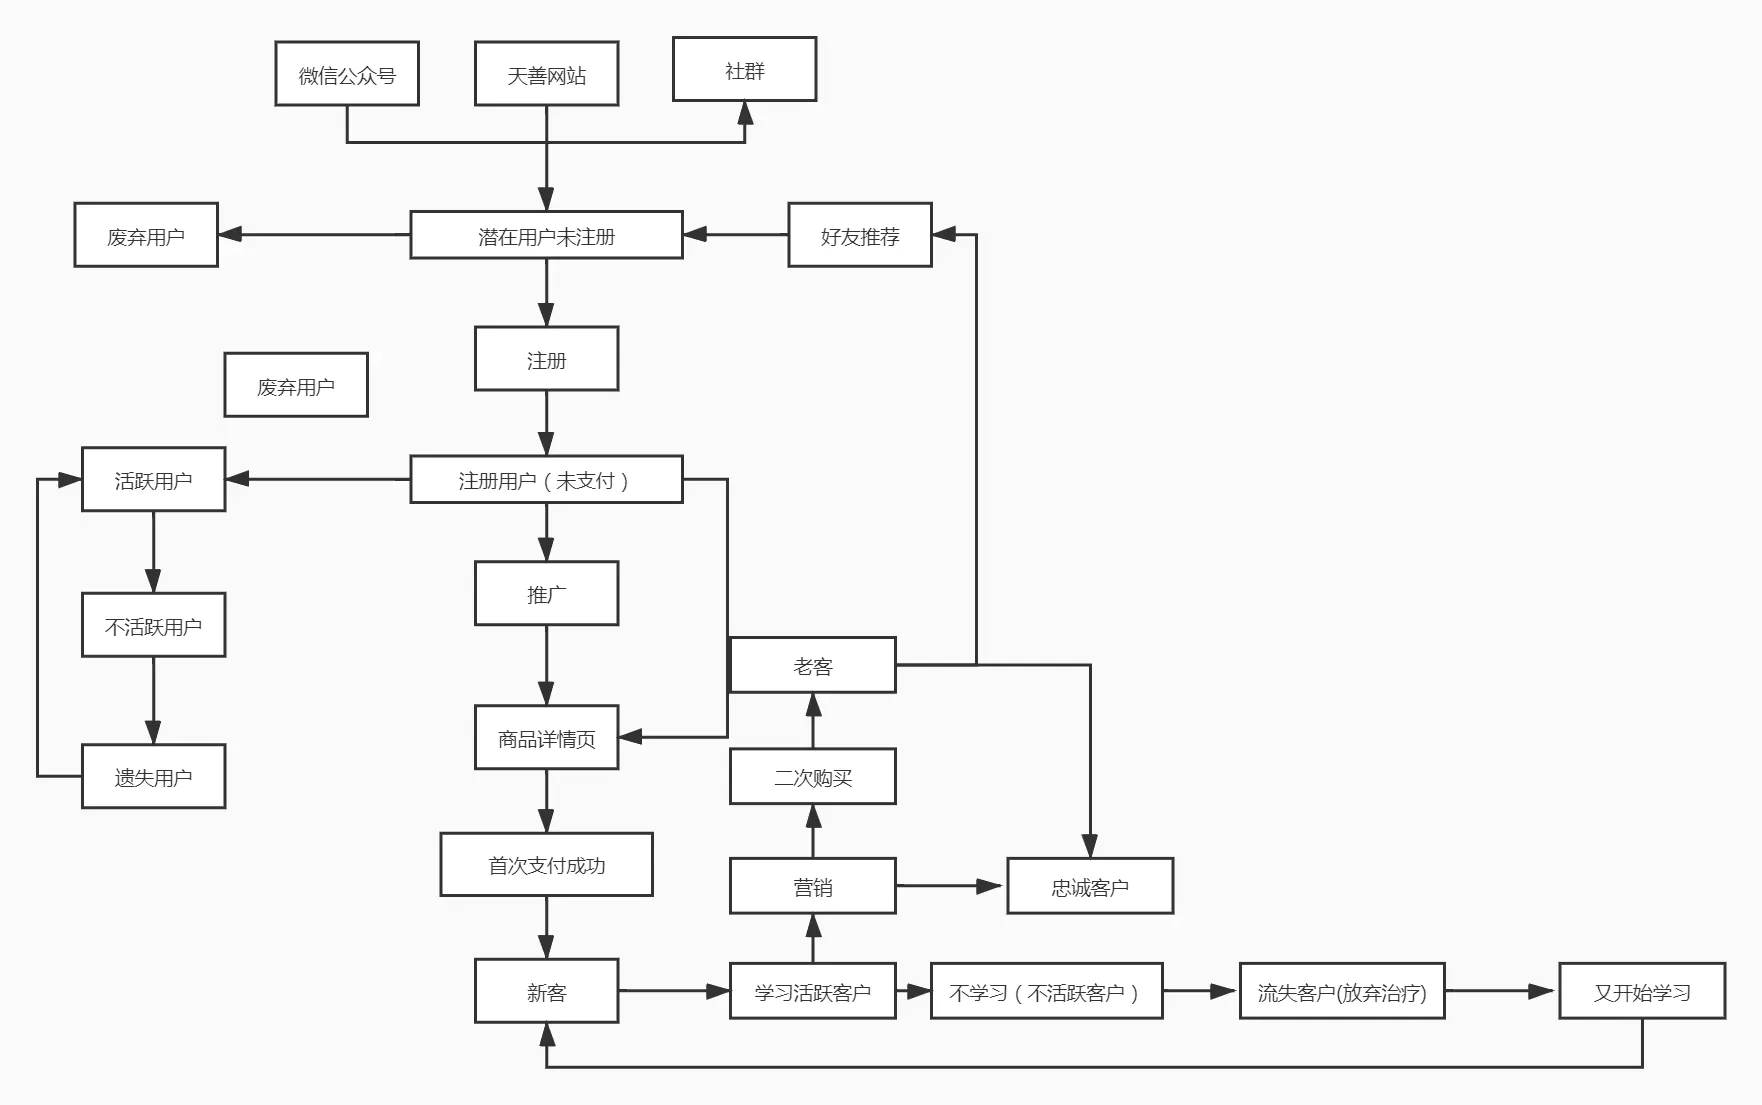 微信公众号
天善网站
社群
废弃用户
潜在用户未注册
好友推荐
注册
废弃用户
活跃用户
注册用户（未支付）
推广
不活跃用户
老客
商品详情页
遗失用户
二次购买
首次支付成功
营销
忠诚客户
新客
学习活跃客户
不学习（不活跃客户）
流失客户(放弃治疗)
又开始学习